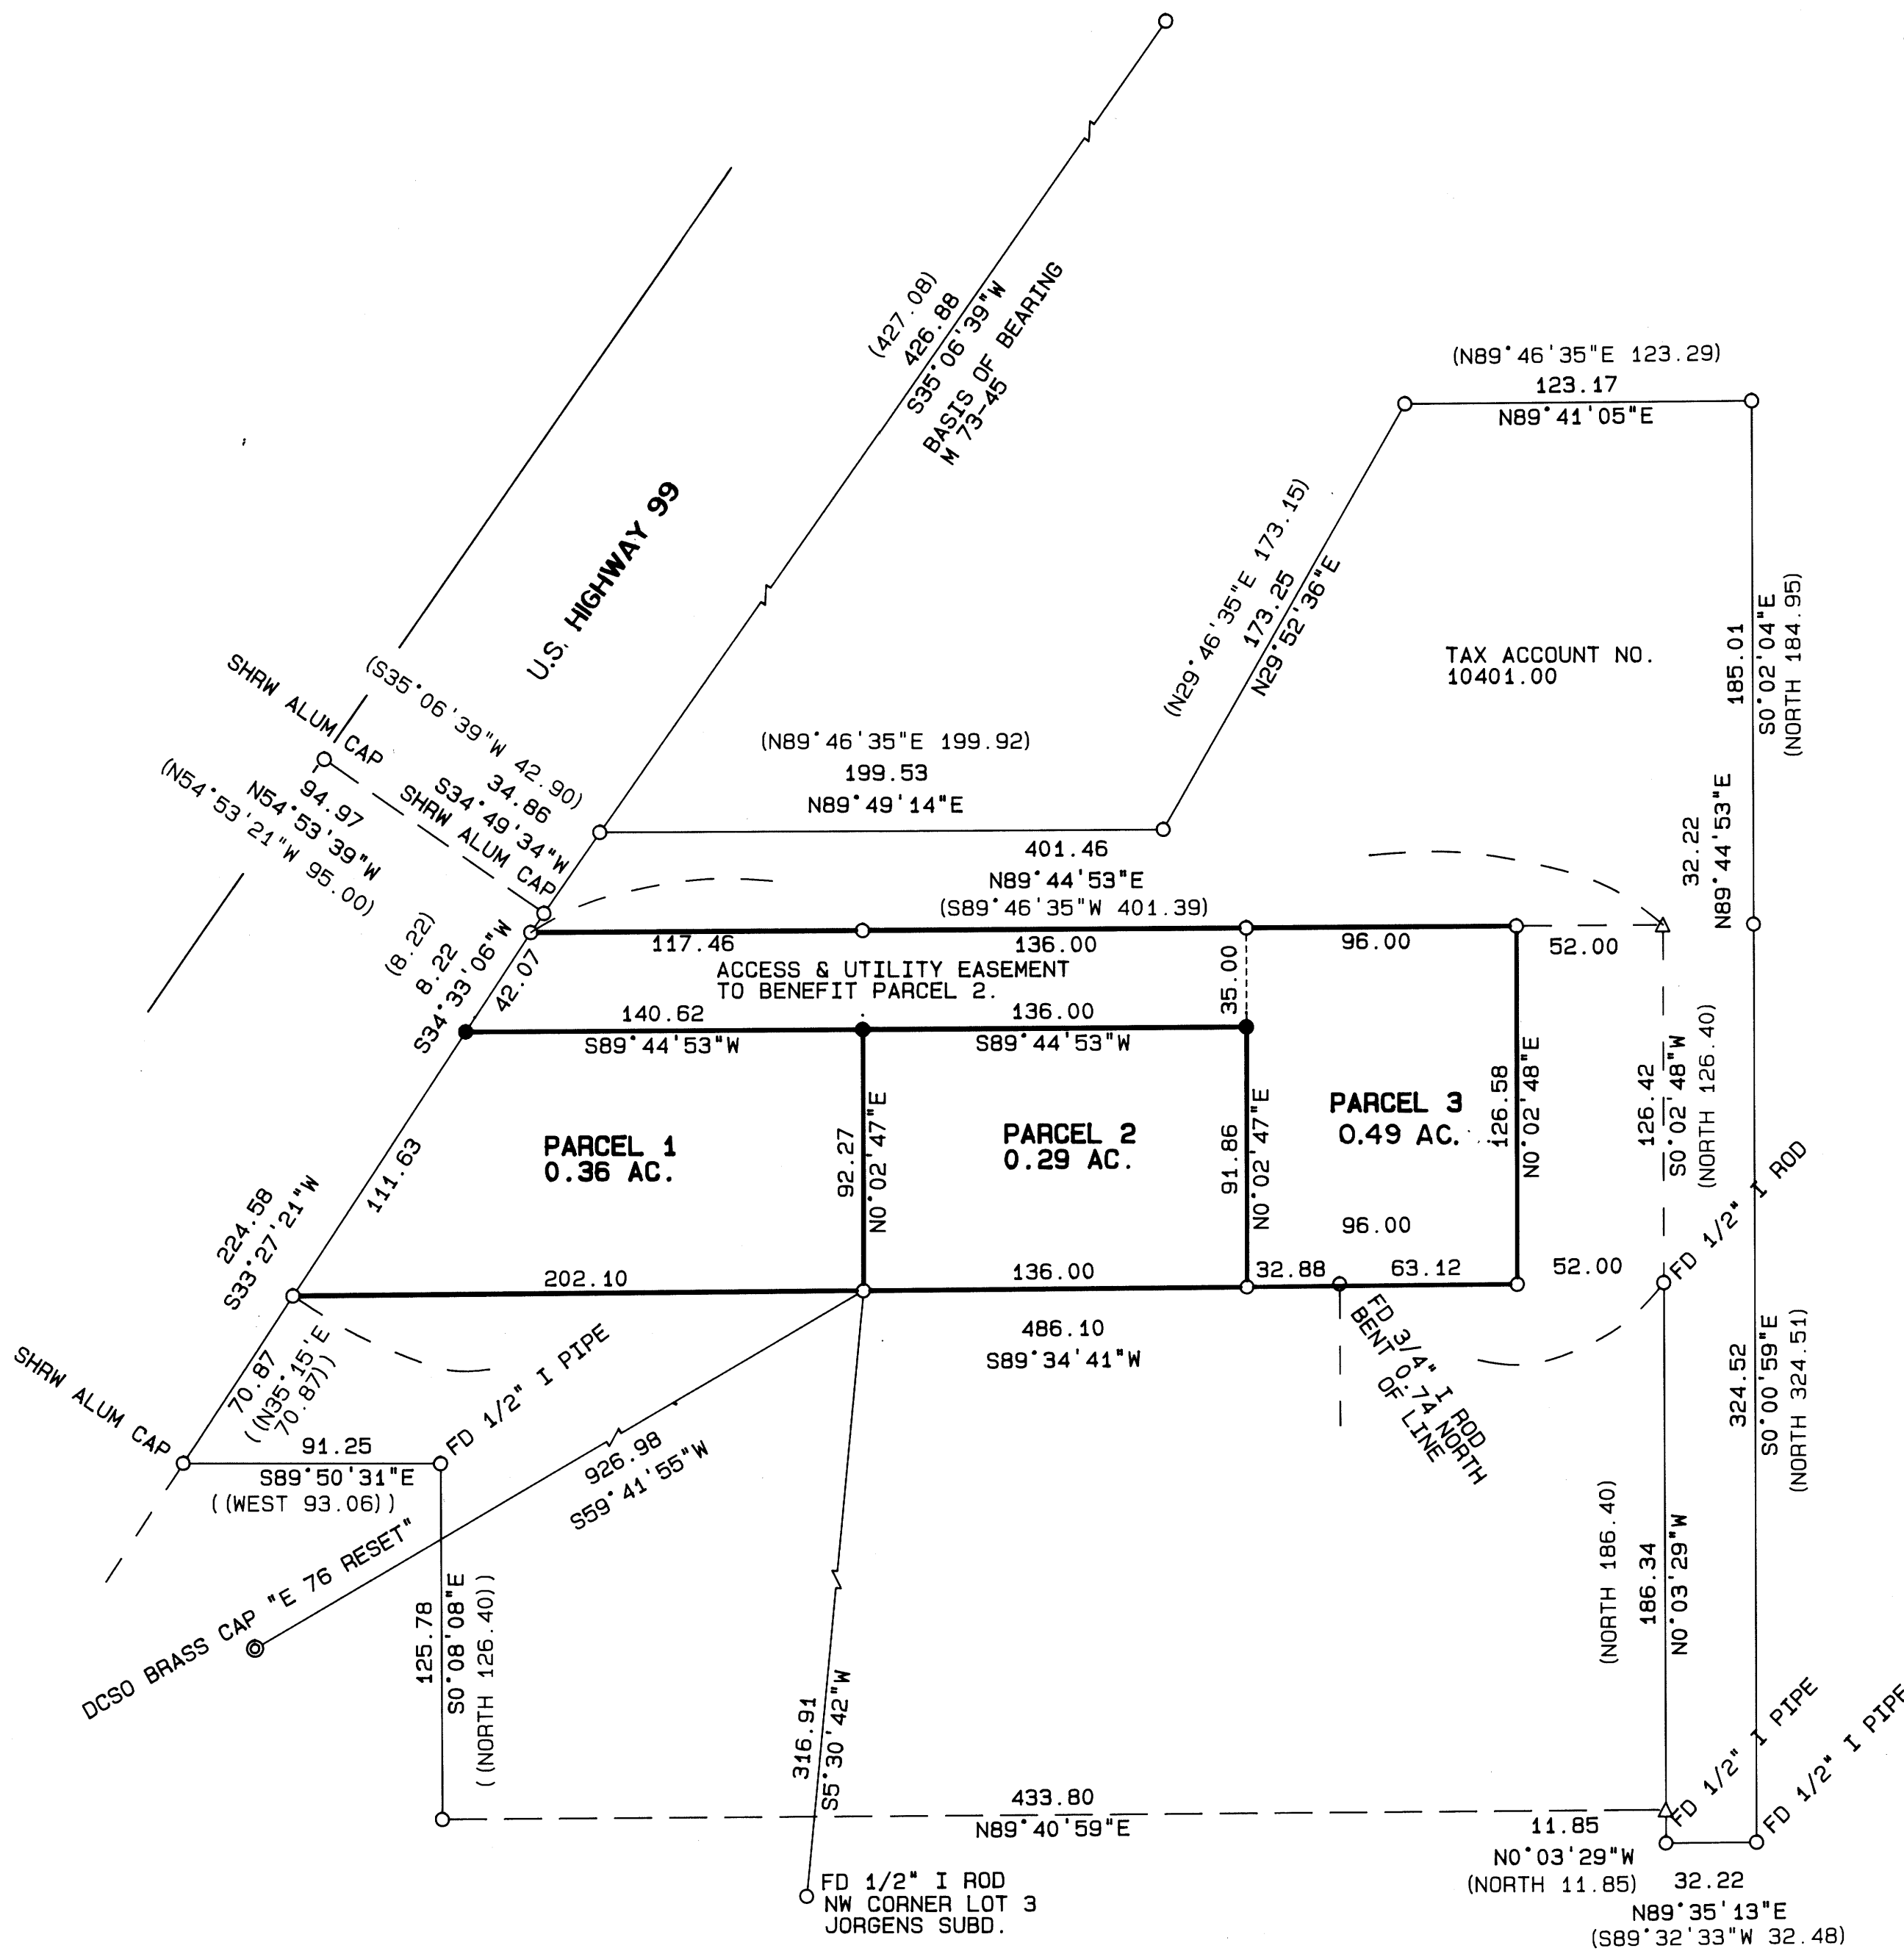 (427.08)
426.88
S35°06'39"W
BASIS OF BEARING
M 73-45
(N89°46'35"E 123.29)
123.17
N89°41'05"E
U.S. HIGHWAY 99
(N29°46'35"E 173.15)
173.25
N29°52'36"E
TAX ACCOUNT NO.
10401.00
185.01
S0°02'04"E
(NORTH 184.95)
SHRW ALUM CAP
(S35°06'39"W 42.90)
34.86
S34°49'34"W
SHRW ALUM CAP
94.97
N54°53'39"W
(N54°53'21"W 95.00)
(N89°46'35"E 199.92)
199.53
N89°49'14"E
401.46
N89°44'53"E
(S89°46'35"W 401.39)
32.22
N89°44'53"E
(8.22)
8.22
S34°33'06"W
42.07
117.46
136.00
96.00
52.00
ACCESS & UTILITY EASEMENT
TO BENEFIT PARCEL 2.
35.00
140.62
S89°44'53"W
136.00
S89°44'53"W
PARCEL 1
0.36 AC.
92.27
N0°02'47"E
PARCEL 2
0.29 AC.
91.86
N0°02'47"E
PARCEL 3
0.49 AC.
126.58
N0°02'48"E
126.42
S0°02'48"W
(NORTH 126.40)
FD 1/2" I ROD
111.63
224.58
S33°27'21"W
202.10
136.00
96.00
32.88
63.12
52.00
486.10
S89°34'41"W
FD 3/4" I ROD
BENT 0.74 NORTH
OF LINE
324.52
S0°00'59"E
(NORTH 324.51)
SHRW ALUM CAP
70.87
((N35°15'E
70.87))
91.25
S89°50'31"E
((WEST 93.06))
FD 1/2" I PIPE
926.98
S59°41'55"W
DCSO BRASS CAP "E 76 RESET"
125.78
S0°08'08"E
((NORTH 126.40))
316.91
S5°30'42"W
(NORTH 186.40)
186.34
N0°03'29"W
433.80
N89°40'59"E
FD 1/2" I PIPE
FD 1/2" I PIPE
11.85
N0°03'29"W
(NORTH 11.85)
32.22
N89°35'13"E
(S89°32'33"W 32.48)
FD 1/2" I ROD
NW CORNER LOT 3
JORGENS SUBD.